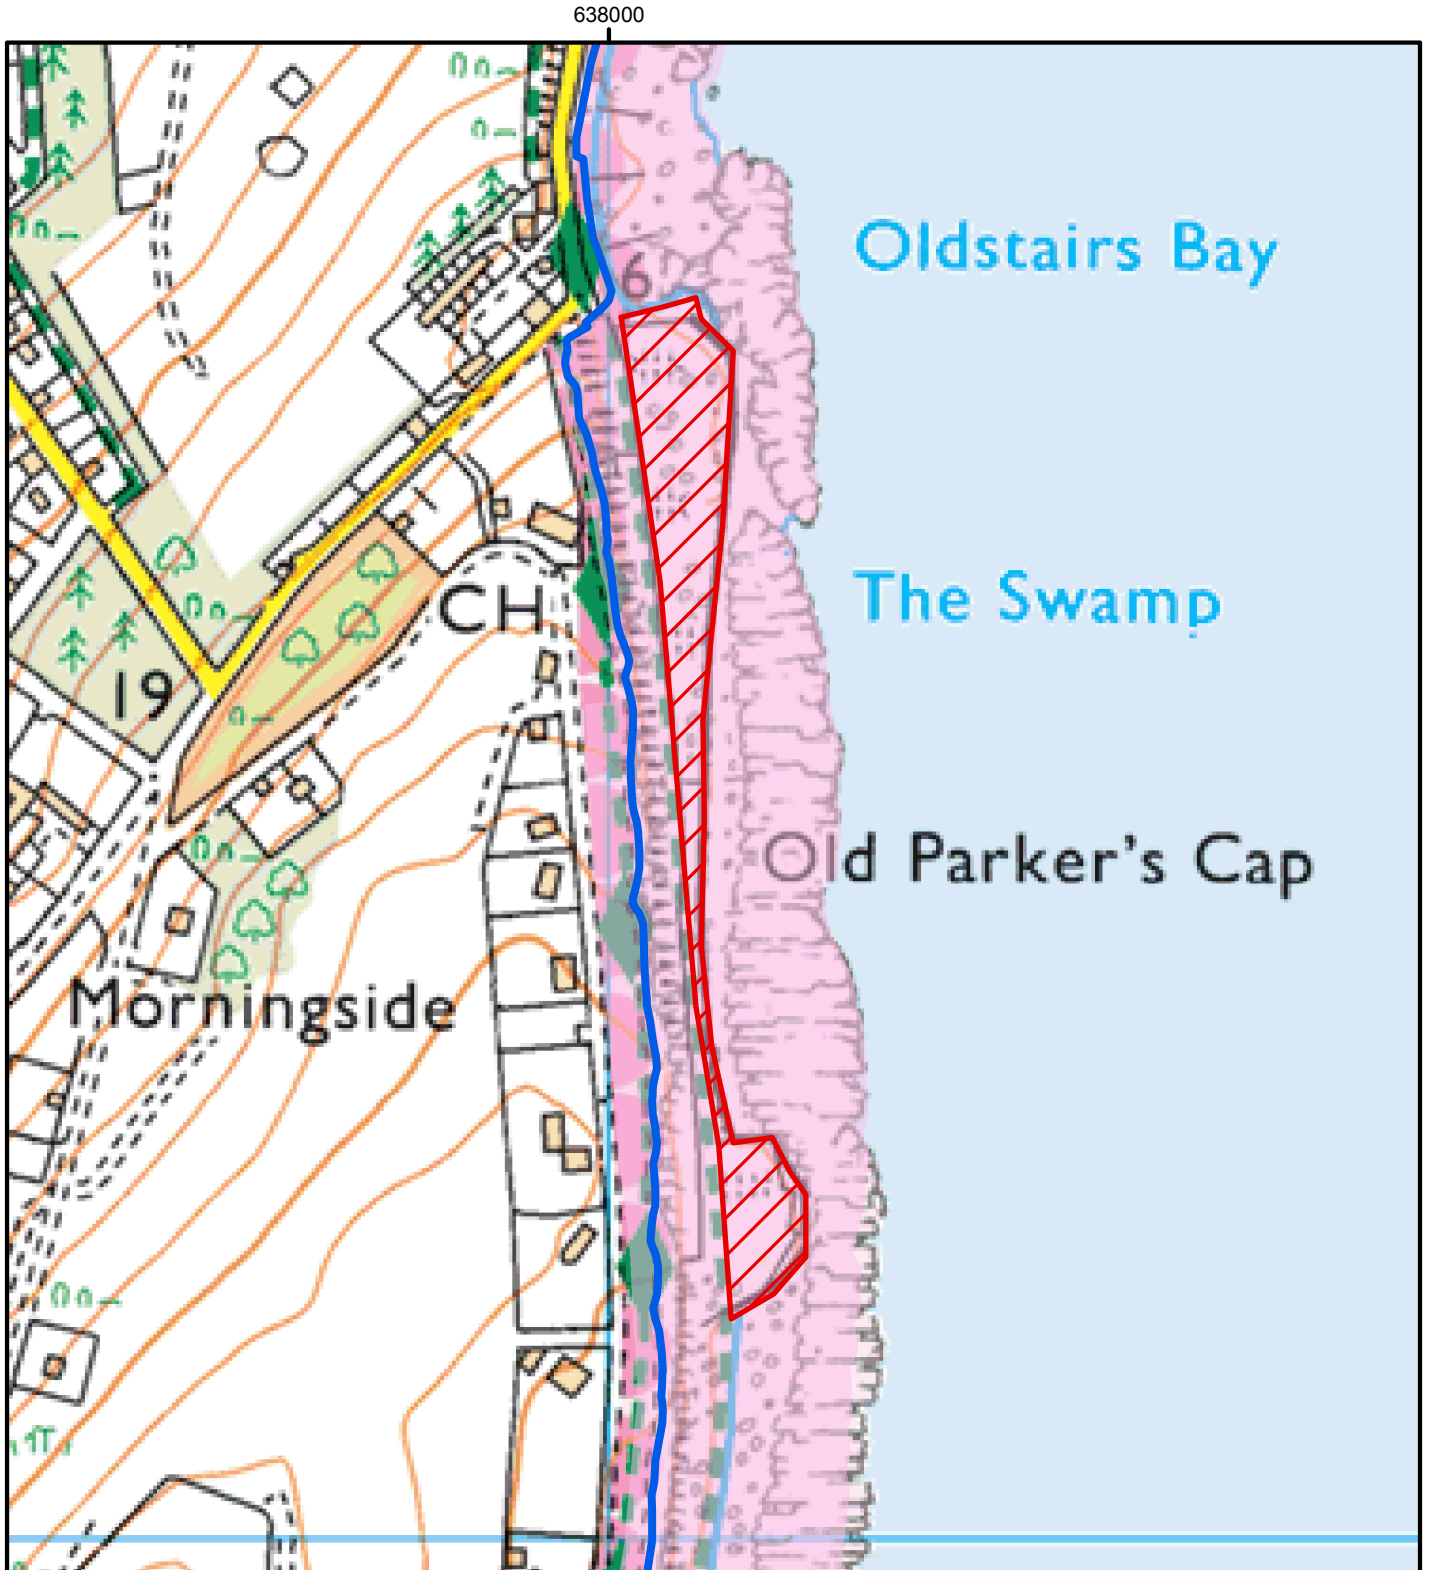 638000
Oldstairs Bay
6
CH
The Swamp
19
Old Parker's Cap
Morningside